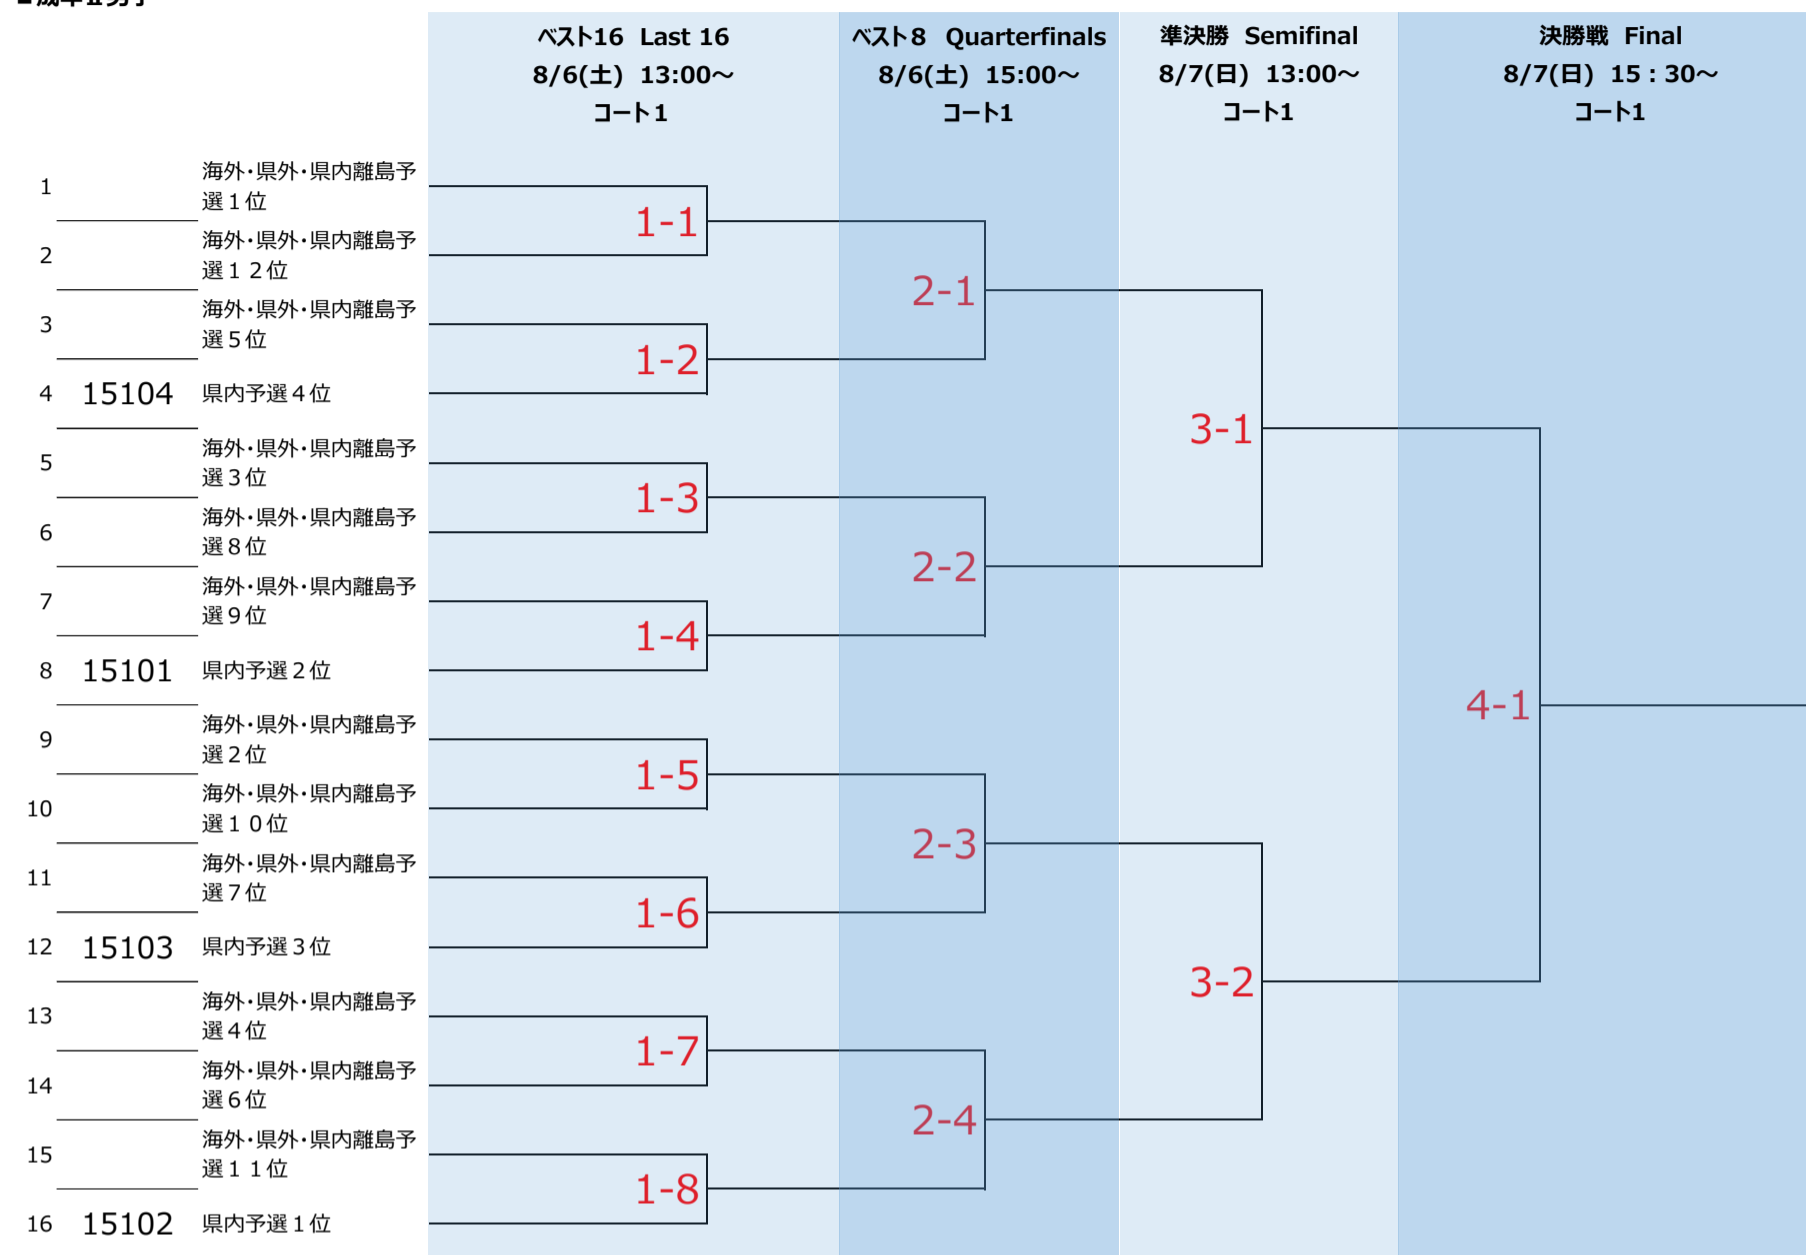 ベスト16 Last 16
8/6(土) 13:00～
コート1
ベスト8 Quarterfinals
8/6(土) 15:00～
コート1
準決勝 Semifinal
8/7(日) 13:00～
コート1
決勝戦 Final
8/7(日) 15：30～
コート1
1
海外･県外･県内離島予
選１位
1-1
2
海外･県外･県内離島予
選１２位
2-1
3
海外･県外･県内離島予
選５位
1-2
4 15104 県内予選４位
3-1
5
海外･県外･県内離島予
選３位
1-3
6
海外･県外･県内離島予
選８位
2-2
7
海外･県外･県内離島予
選９位
1-4
8 15101 県内予選２位
4-1
9
海外･県外･県内離島予
選２位
1-5
10
海外･県外･県内離島予
選１０位
2-3
11
海外･県外･県内離島予
選７位
1-6
12 15103 県内予選３位
3-2
13
海外･県外･県内離島予
選４位
1-7
14
海外･県外･県内離島予
選６位
2-4
15
海外･県外･県内離島予
選１１位
1-8
16 15102 県内予選１位